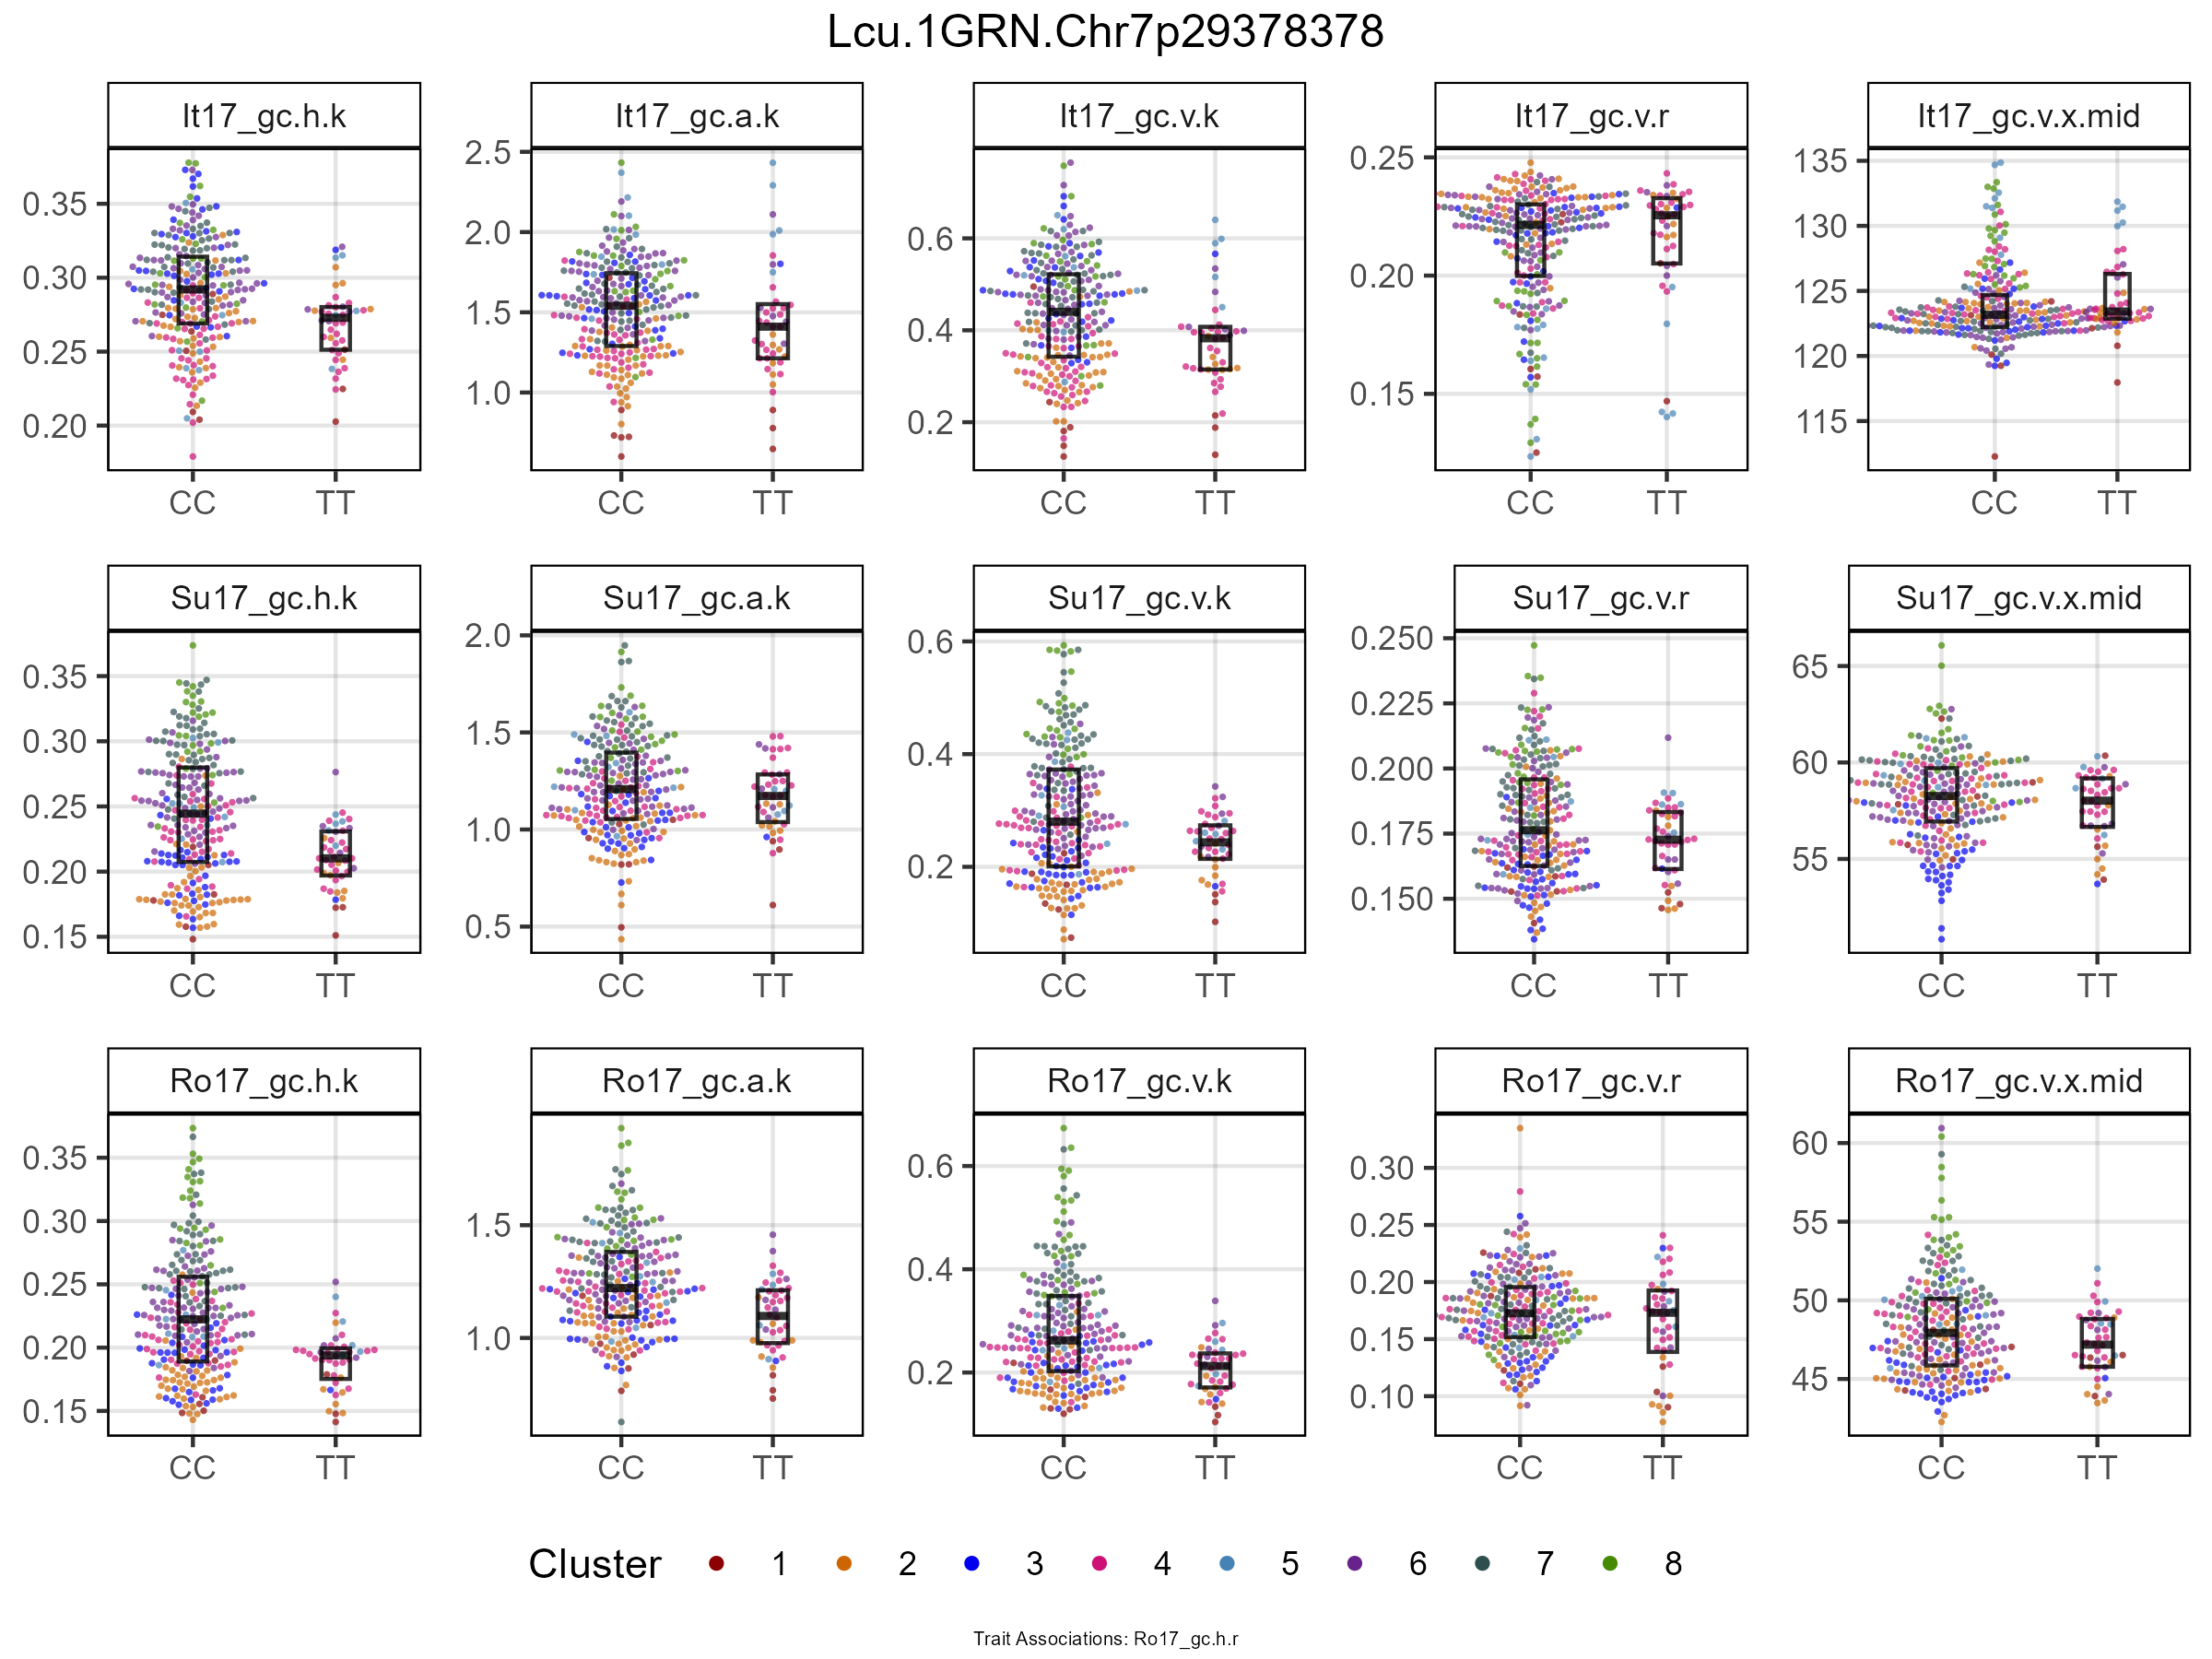 Lcu.1GRN.Chr7p29378378
It17_gc.h.k It17_gc.a.k It17_gc.v.k It17_gc.v.r It17_gc.v.x.mid
0.35 0.30 0.25 0.20
2.5 2.0 1.5 1.0
0.6 0.4 0.2
0.25 0.20 0.15
135 130 125 120 115
CC TT CC TT CC TT CC TT CC TT
Su17_gc.h.k Su17_gc.a.k Su17_gc.v.k Su17_gc.v.r Su17_gc.v.x.mid
0.35 0.30 0.25 0.20 0.15
2.0 1.5 1.0 0.5
0.6 0.4 0.2
0.250 0.225 0.200 0.175 0.150
65 60 55
CC TT CC TT CC TT CC TT CC TT
Ro17_gc.h.k Ro17_gc.a.k Ro17_gc.v.k Ro17_gc.v.r Ro17_gc.v.x.mid
0.35 0.30 0.25 0.20 0.15
1.5 1.0
0.6 0.4 0.2
0.30 0.25 0.20 0.15 0.10
60 55 50 45
CC TT CC TT CC TT CC TT CC TT
Cluster 1 2 3 4 5 6 7 8
Trait Associations: Ro17_gc.h.r